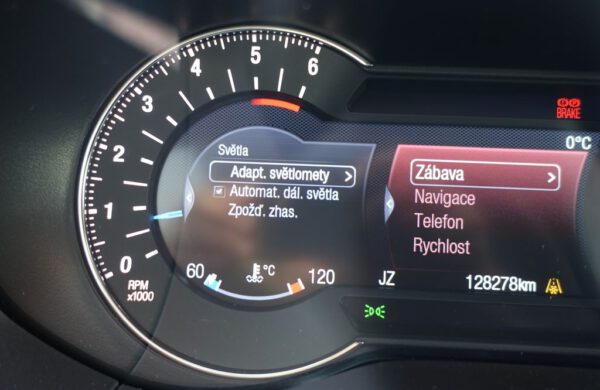 0
1
2
3
4
5
6
RPM
x1000
Světla
Adapt. světlomety
Automat. dál. světla
Zpožď. zhas.
60
°C
120
BRAKE
0°C
Zábava
Navigace
Telefon
Rychlost
JZ
128278km